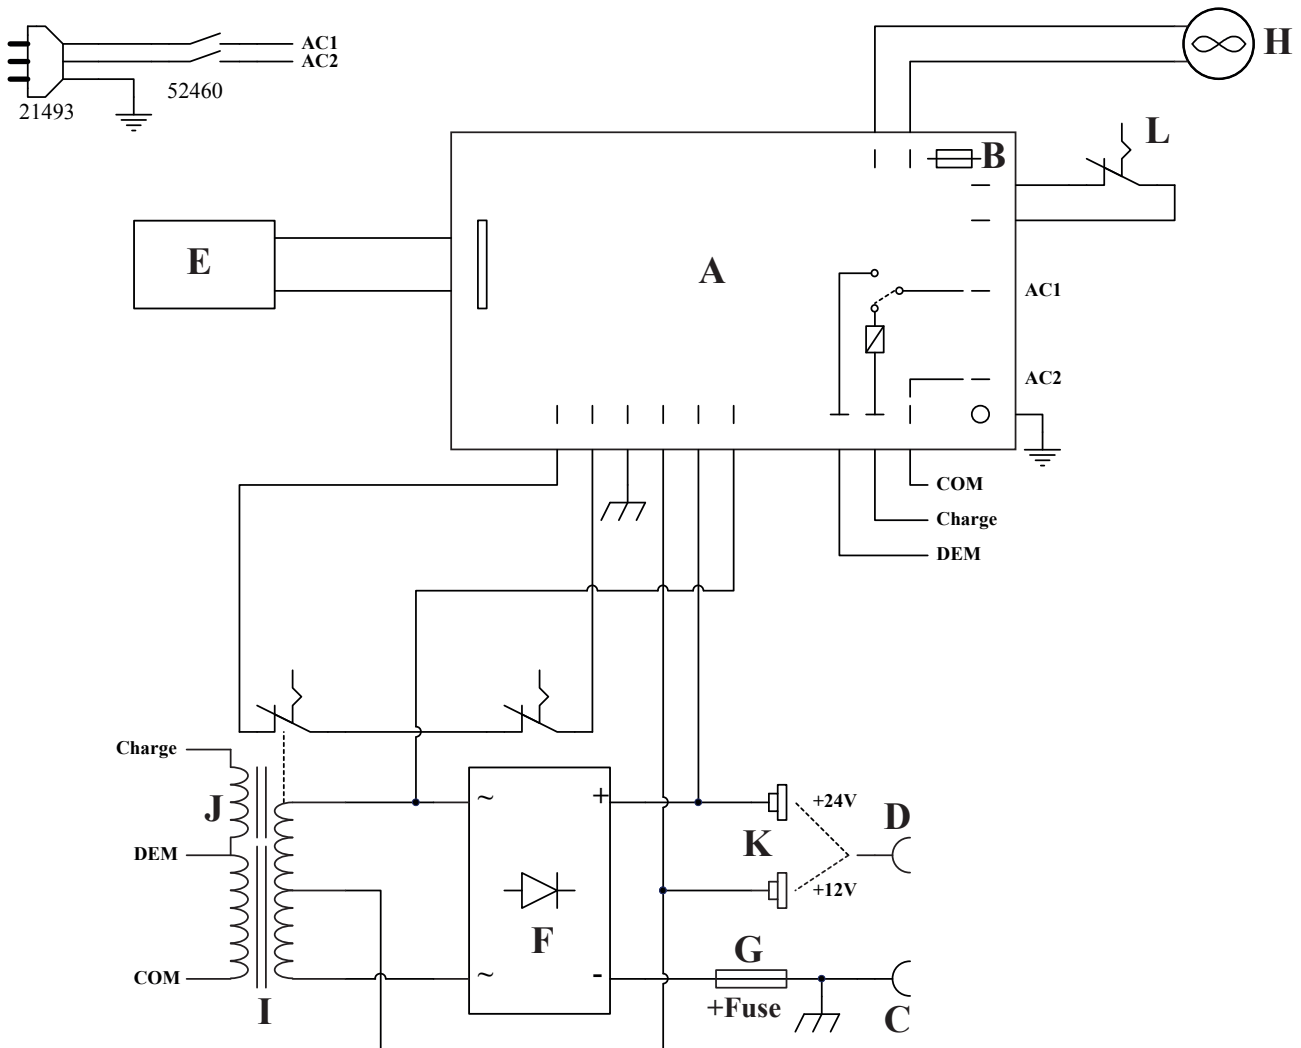 AC1
AC2
52460
21493
H
L
B
E
A
AC1
AC2
COM
Charge
DEM
Charge
J
DEM
COM
I
~
+
~
-
F
K
+24V
+12V
D
G
+Fuse
C